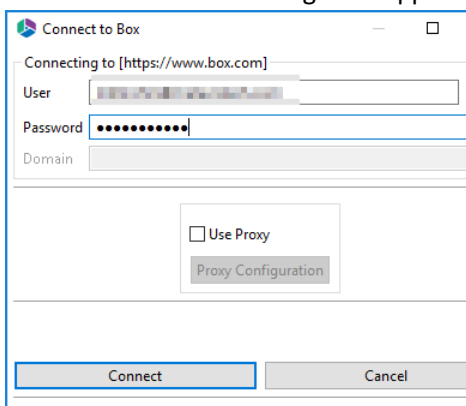 Connect to Box
Connecting to [https://www.box.com]
User
Password
Domain
Use Proxy
Proxy Configuration
Connect Cancel